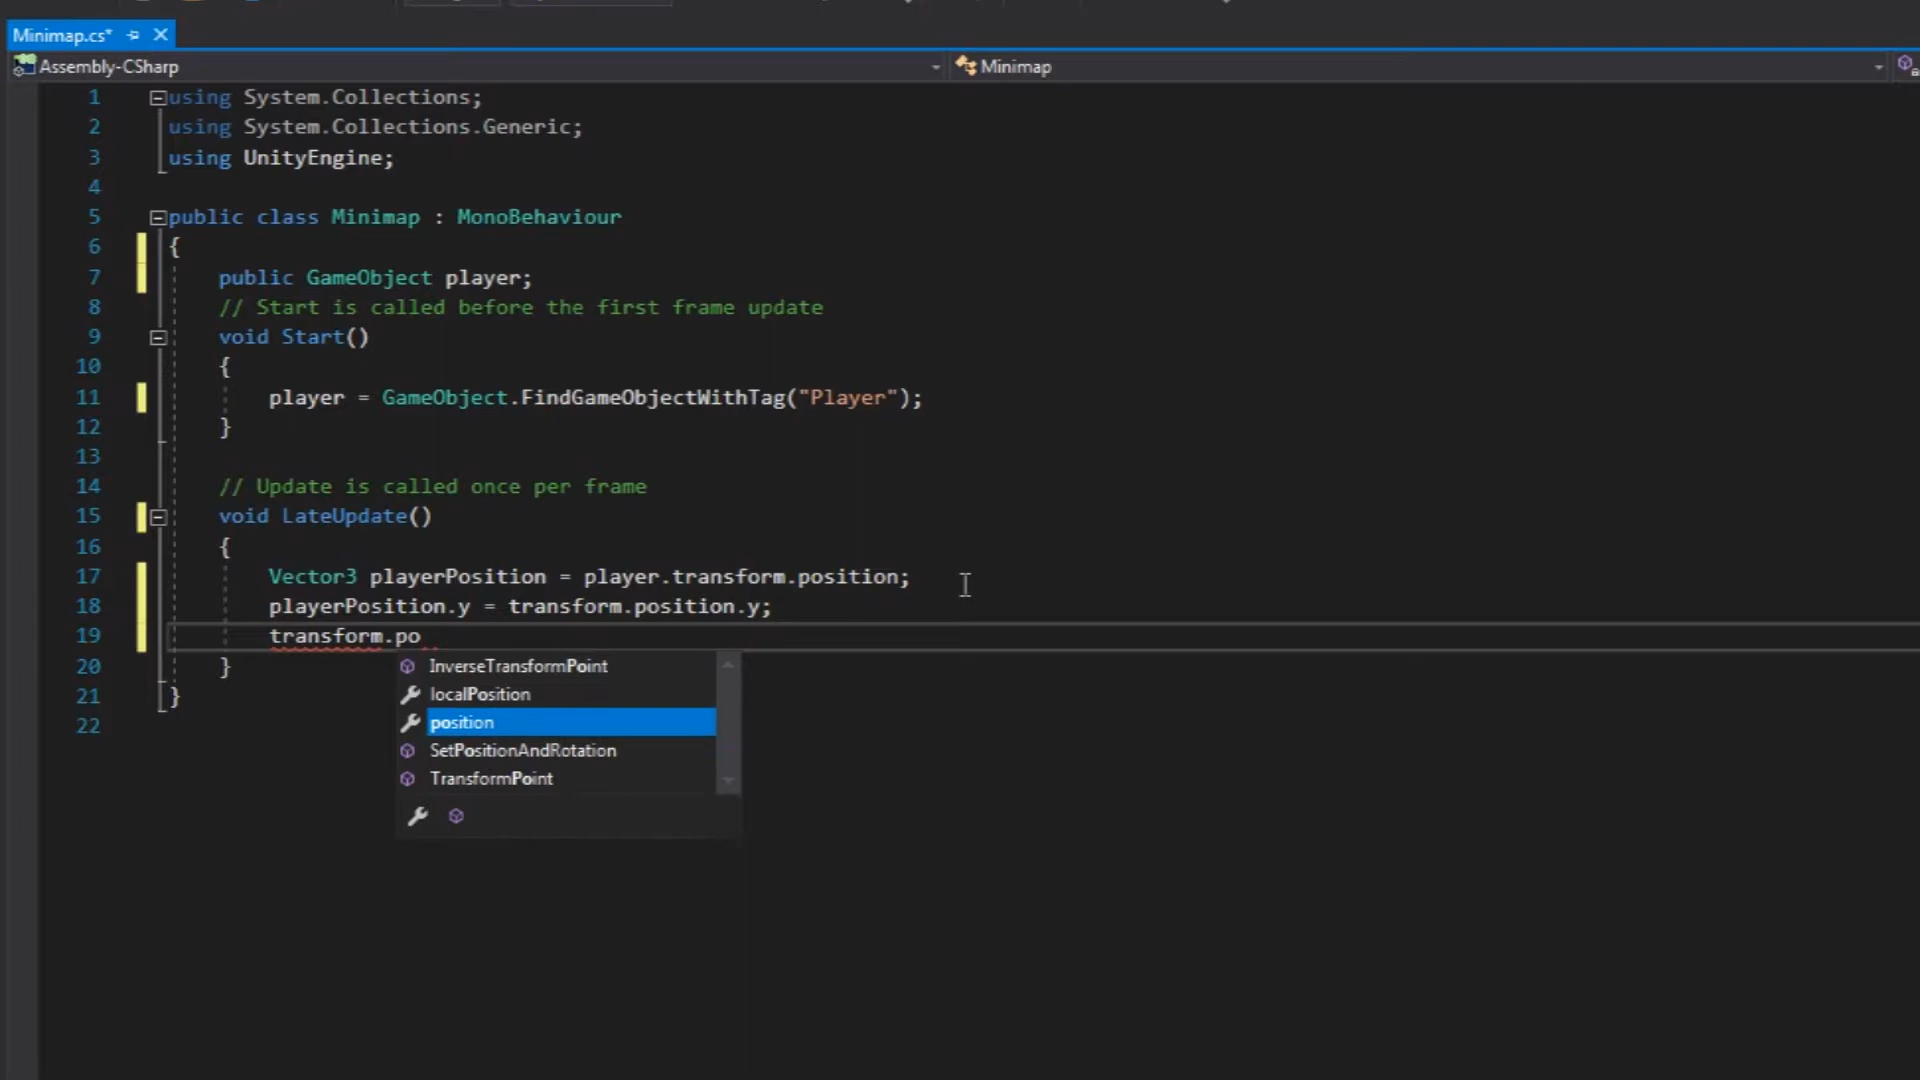 Minimap.cs*
Assembly-CSharp
Minimap
1 using System.Collections;
2 using System.Collections.Generic;
3 using UnityEngine;
4
5 public class Minimap : MonoBehaviour
6 {
7 public GameObject player;
8 // Start is called before the first frame update
9 void Start()
10 {
11 player = GameObject.FindGameObjectWithTag("Player");
12 }
13
14 // Update is called once per frame
15 void LateUpdate()
16 {
17 Vector3 playerPosition = player.transform.position;
18 playerPosition.y = transform.position.y;
19 transform.po
20 }
21 }
22
InverseTransformPoint
localPosition
position
SetPositionAndRotation
TransformPoint